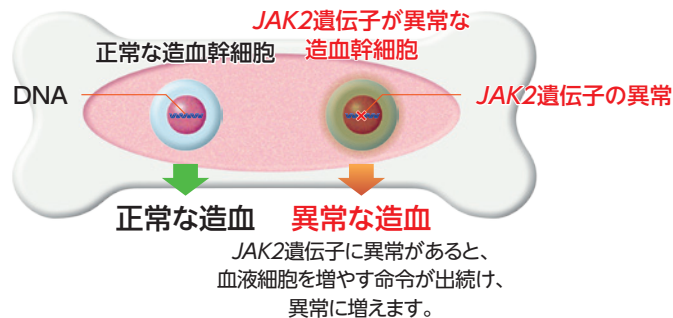 JAK2遺伝子が異常な
造血幹細胞
正常な造血幹細胞
DNA
JAK2遺伝子の異常
正常な造血
異常な造血
JAK2遺伝子に異常があると、
血液細胞を増やす命令が出続け、
異常に増えます。